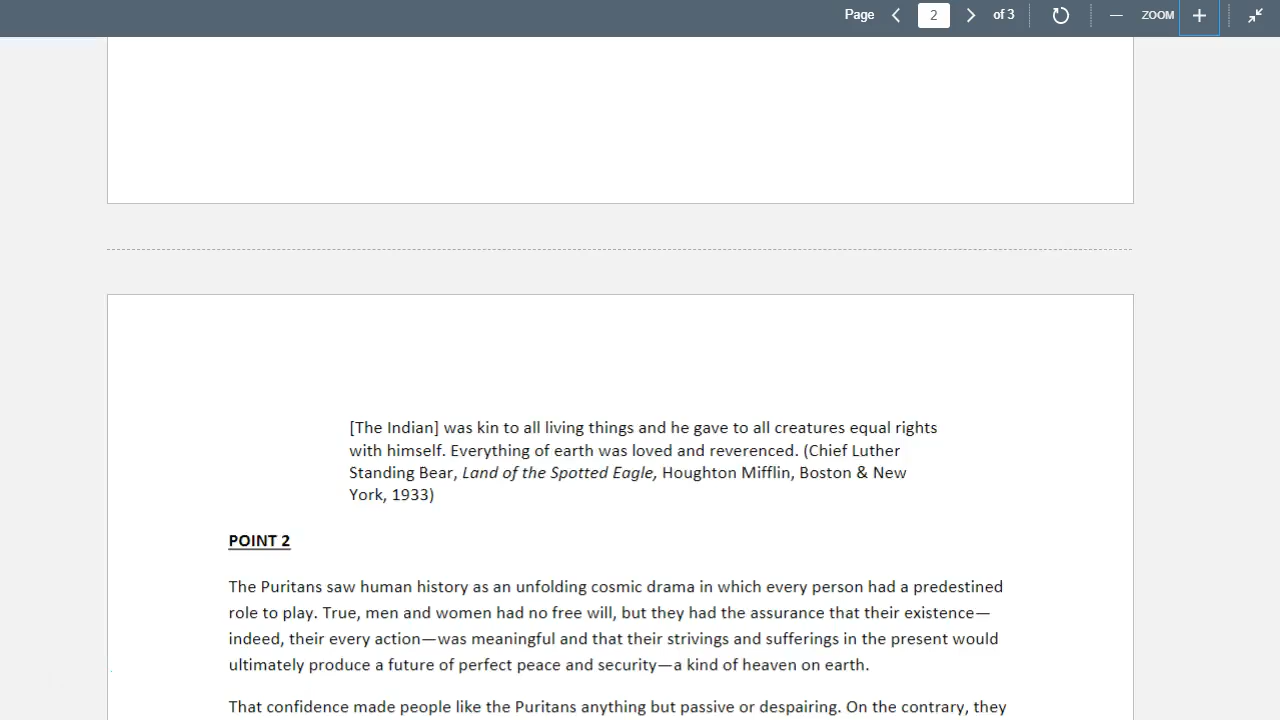 Page 2 of 3 ZOOM
[The Indian] was kin to all living things and he gave to all creatures equal rights
with himself. Everything of earth was loved and reverenced. (Chief Luther
Standing Bear, Land of the Spotted Eagle, Houghton Mifflin, Boston & New
York, 1933)
POINT 2
The Puritans saw human history as an unfolding cosmic drama in which every person had a predestined
role to play. True, men and women had no free will, but they had the assurance that their existence—
indeed, their every action—was meaningful and that their strivings and sufferings in the present would
ultimately produce a future of perfect peace and security—a kind of heaven on earth.
That confidence made people like the Puritans anything but passive or despairing. On the contrary, they